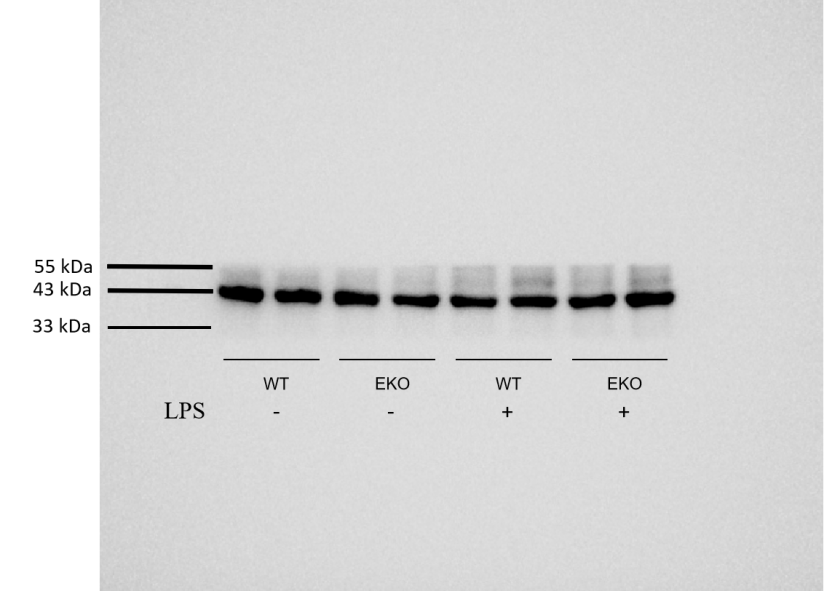 55 kDa
43 kDa
33 kDa
WT EKO WT EKO
LPS - - + +